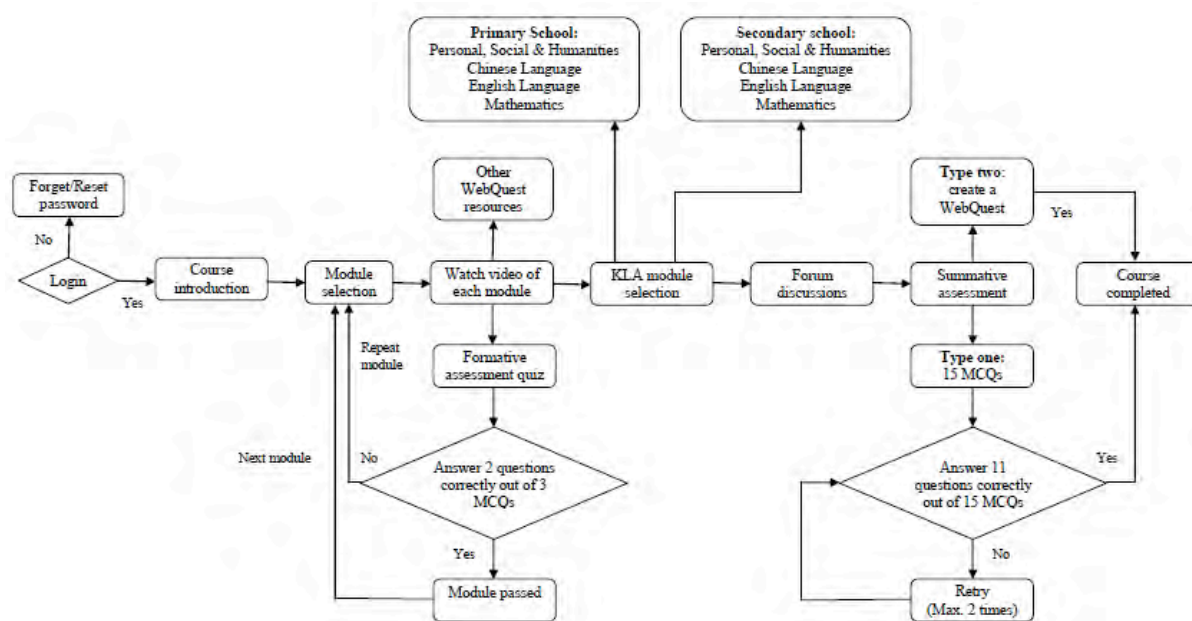 Primary School:
Personal, Social & Humanities
Chinese Language
English Language
Mathematics
Secondary school:
Personal, Social & Humanities
Chinese Language
English Language
Mathematics
Forget/Reset
password
Other
WebQuest
resources
Type two:
create a
WebQuest
Yes
No
Login
Yes
Course
introduction
Module
selection
Watch video of
each module
KLA module
selection
Forum
discussions
Summative
assessment
Course
completed
Repeat
module
Formative
assessment quiz
Type one:
15 MCQs
Next module
No
Answer 2 questions
correctly out of 3
MCQs
Answer 11
questions correctly
out of 15 MCQs
Yes
Yes
No
Module passed
Retry
(Max. 2 times)